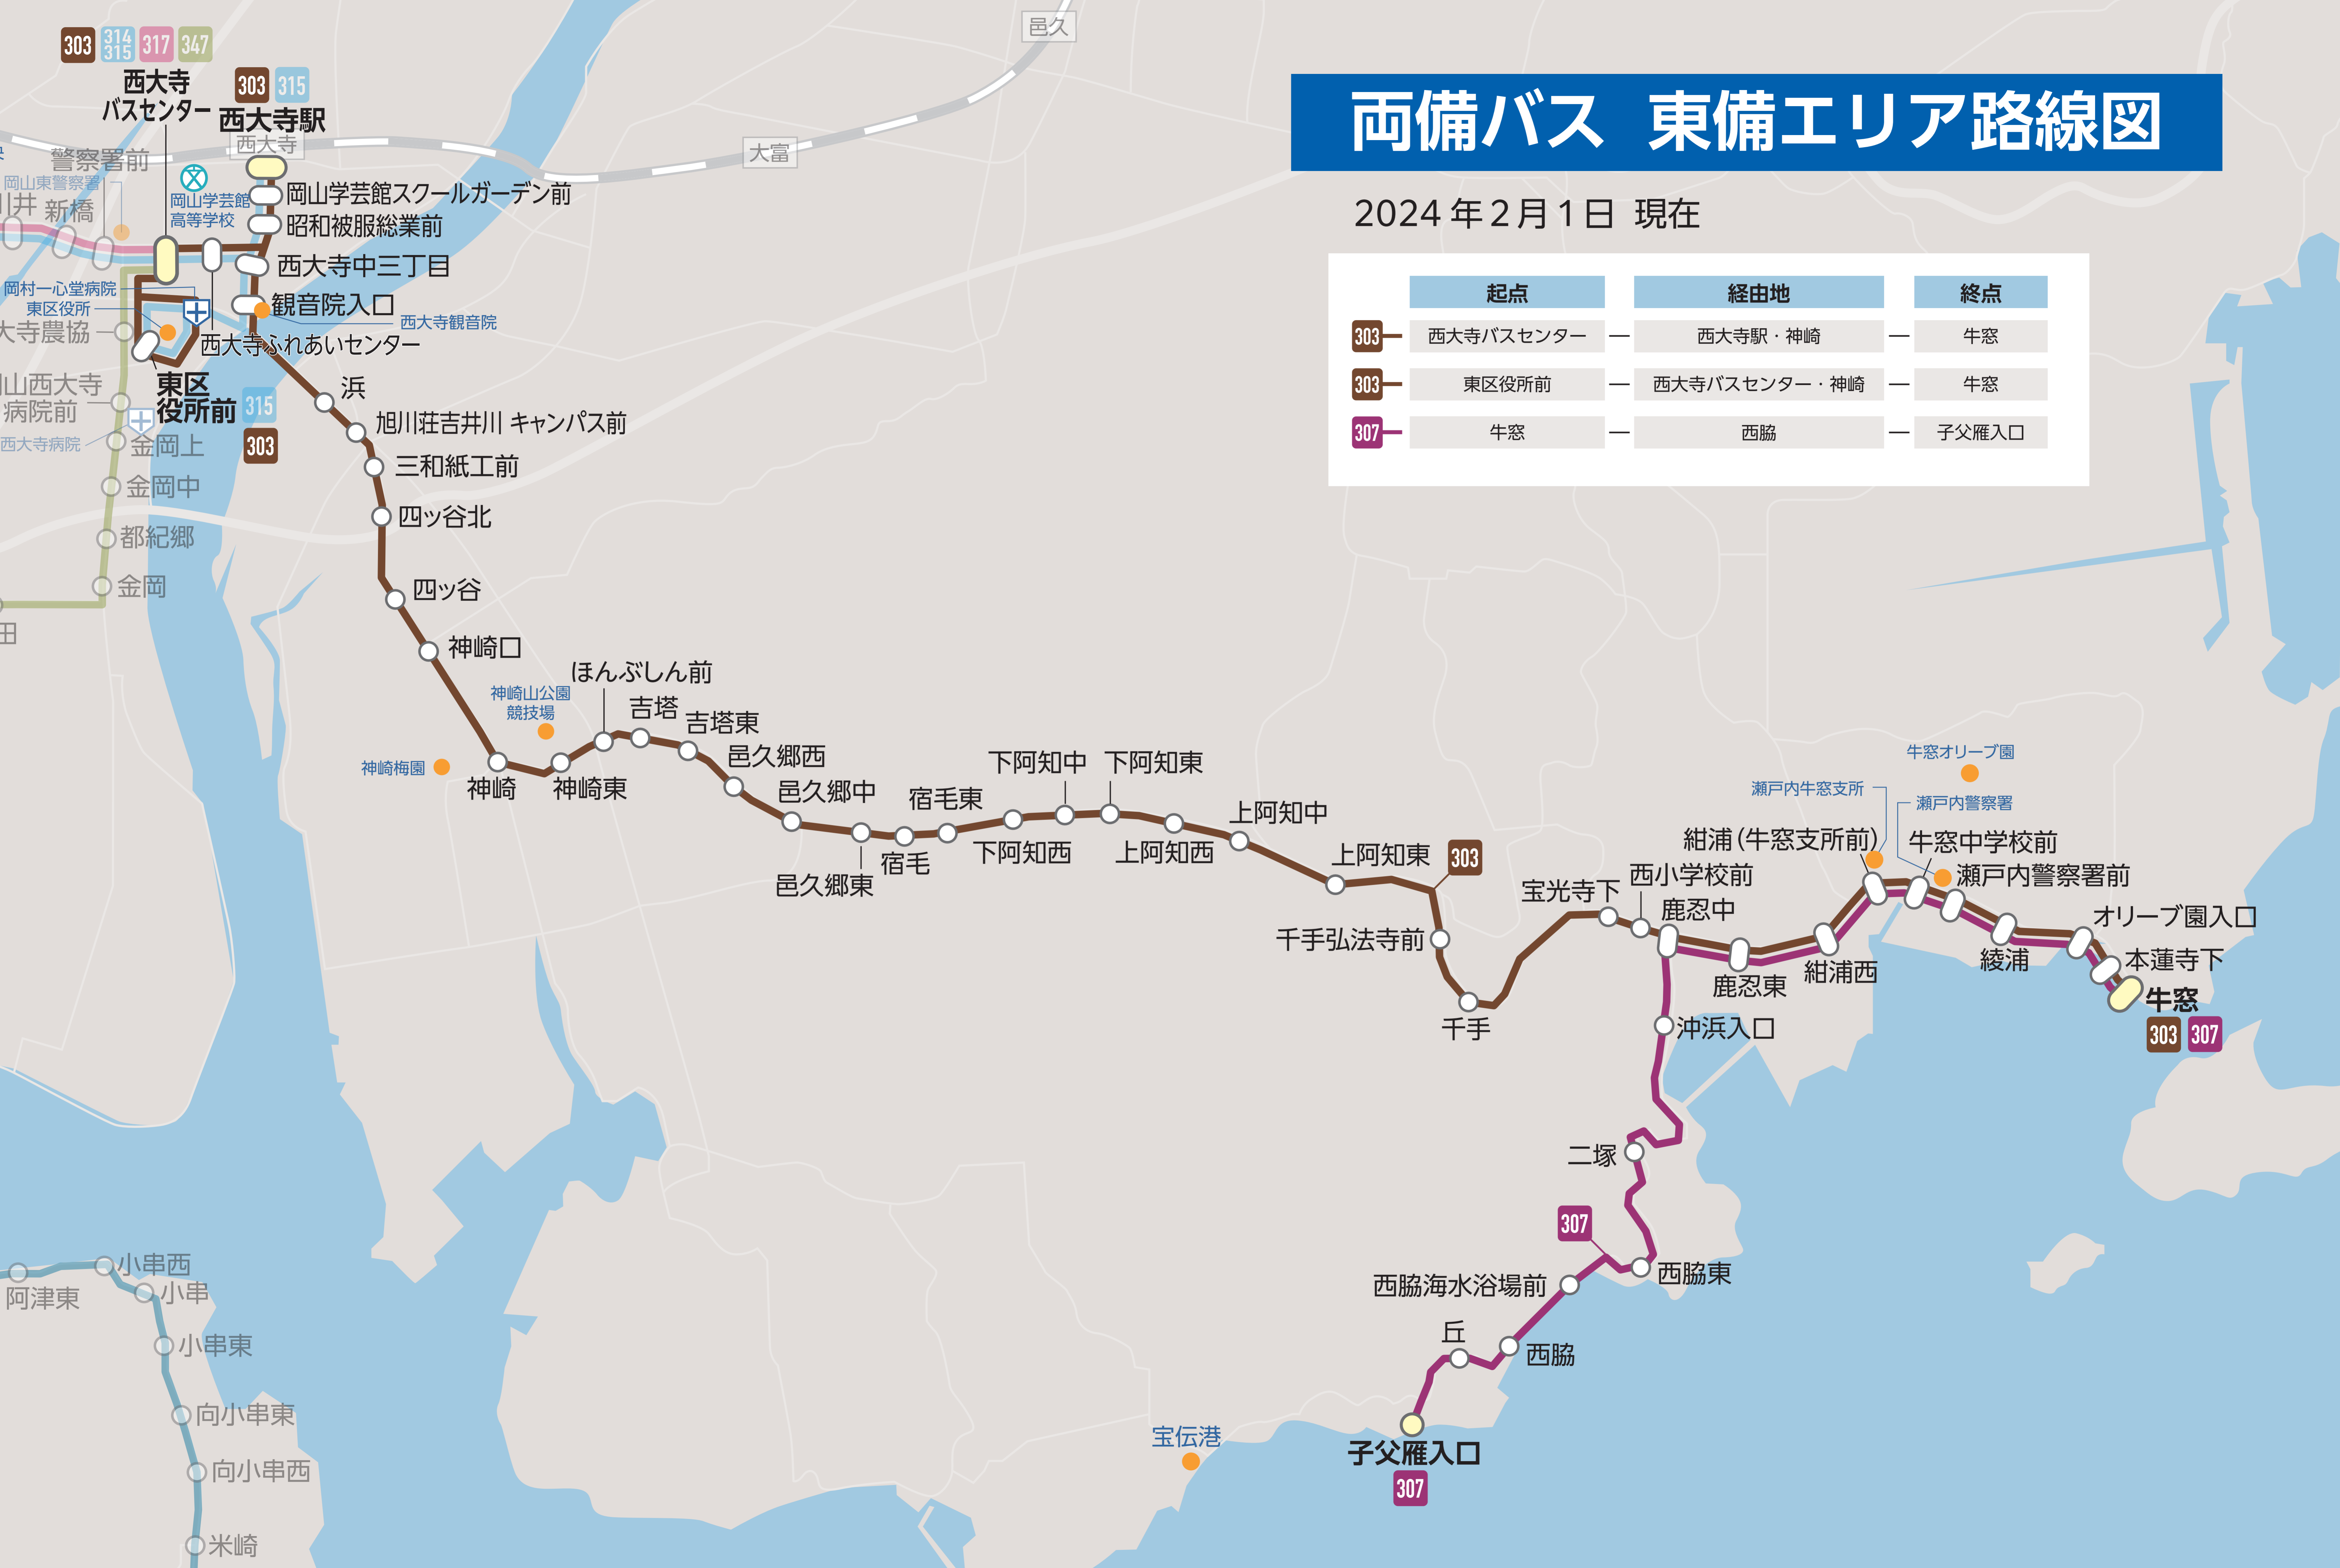 両備バス 東備エリア路線図
2024年2月1日 現在
起点 経由地 終点
303 西大寺バスセンター 西大寺駅・神崎 牛窓
303 東区役所前 西大寺バスセンター・神崎 牛窓
307 牛窓 西脇 子父雁入口
邑久
大富
303 314 315 317 347
西大寺
バスセンター
303 315
西大寺駅
西大寺
警察署前
岡山東警察署
川井
新橋
岡山学芸館
高等学校
岡山学芸館スクールガーデン前
昭和被服総業前
西大寺中三丁目
観音院入口
西大寺観音院
西大寺ふれあいセンター
岡村一心堂病院
東区役所
大寺農協
東区
役所前
315
303
山西大寺
病院前
西大寺病院
金岡上
金岡中
都紀郷
金岡
田
浜
旭川荘吉井川 キャンパス前
三和紙工前
四ッ谷北
四ッ谷
神崎口
神崎山公園
競技場
神崎梅園
神崎
神崎東
ほんぶしん前
吉塔
吉塔東
邑久郷西
邑久郷中
邑久郷東
宿毛
宿毛東
下阿知西
下阿知中
下阿知東
上阿知西
上阿知中
上阿知東
303
千手弘法寺前
千手
宝光寺下
西小学校前
鹿忍中
鹿忍東
紺浦西
紺浦(牛窓支所前)
瀬戸内牛窓支所
牛窓オリーブ園
瀬戸内警察署
牛窓中学校前
瀬戸内警察署前
綾浦
オリーブ園入口
本蓮寺下
牛窓
303 307
沖浜入口
二塚
307
西脇東
西脇海水浴場前
西脇
丘
子父雁入口
307
宝伝港
阿津東
小串西
小串
小串東
向小串東
向小串西
米崎